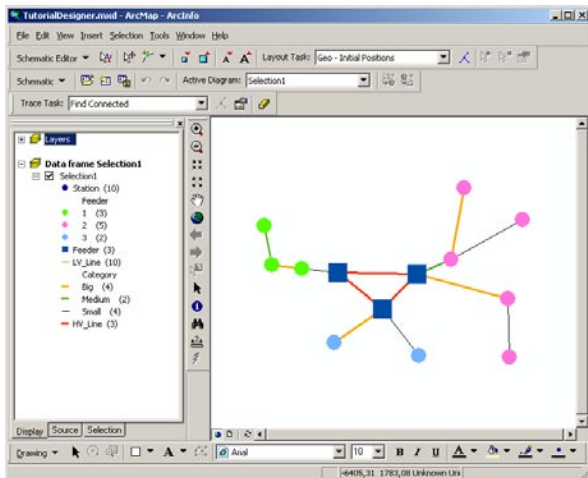 TutorialDesigner.mxd - ArcMap - ArcInfo
File Edit View Insert Selection Tools Window Help
Schematic Editor Layout Task: Geo - Initial Positions
Schematic Active Diagram: Selection1
Trace Task: Find Connected
Layers
Data frame Selection1
Selection1
Station (10)
Feeder
1 (3)
2 (5)
3 (2)
Feeder (3)
LV_Line (10)
Category
Big (4)
Medium (2)
Small (4)
HV_Line (3)
Display Source Selection
Drawing A Arial 10 B I U A
-6405,31 1783,08 Unknown Uni